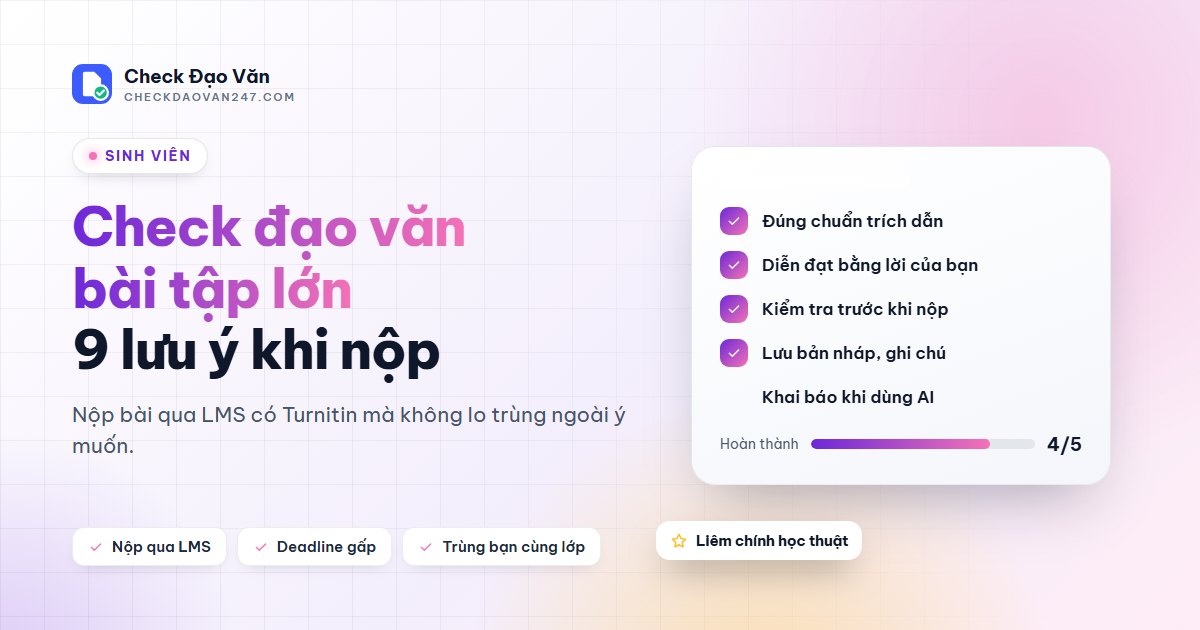 Check Đạo Văn
CHECKDAOVAN247.COM
SINH VIÊN
Check đạo văn
bài tập lớn
9 lưu ý khi nộp
Nộp bài qua LMS có Turnitin mà không lo trùng ngoài ý
muốn.
Nộp qua LMS
Deadline gấp
Trùng bạn cùng lớp
Đúng chuẩn trích dẫn
Diễn đạt bằng lời của bạn
Kiểm tra trước khi nộp
Lưu bản nháp, ghi chú
Khai báo khi dùng AI
Hoàn thành 4/5
Liêm chính học thuật